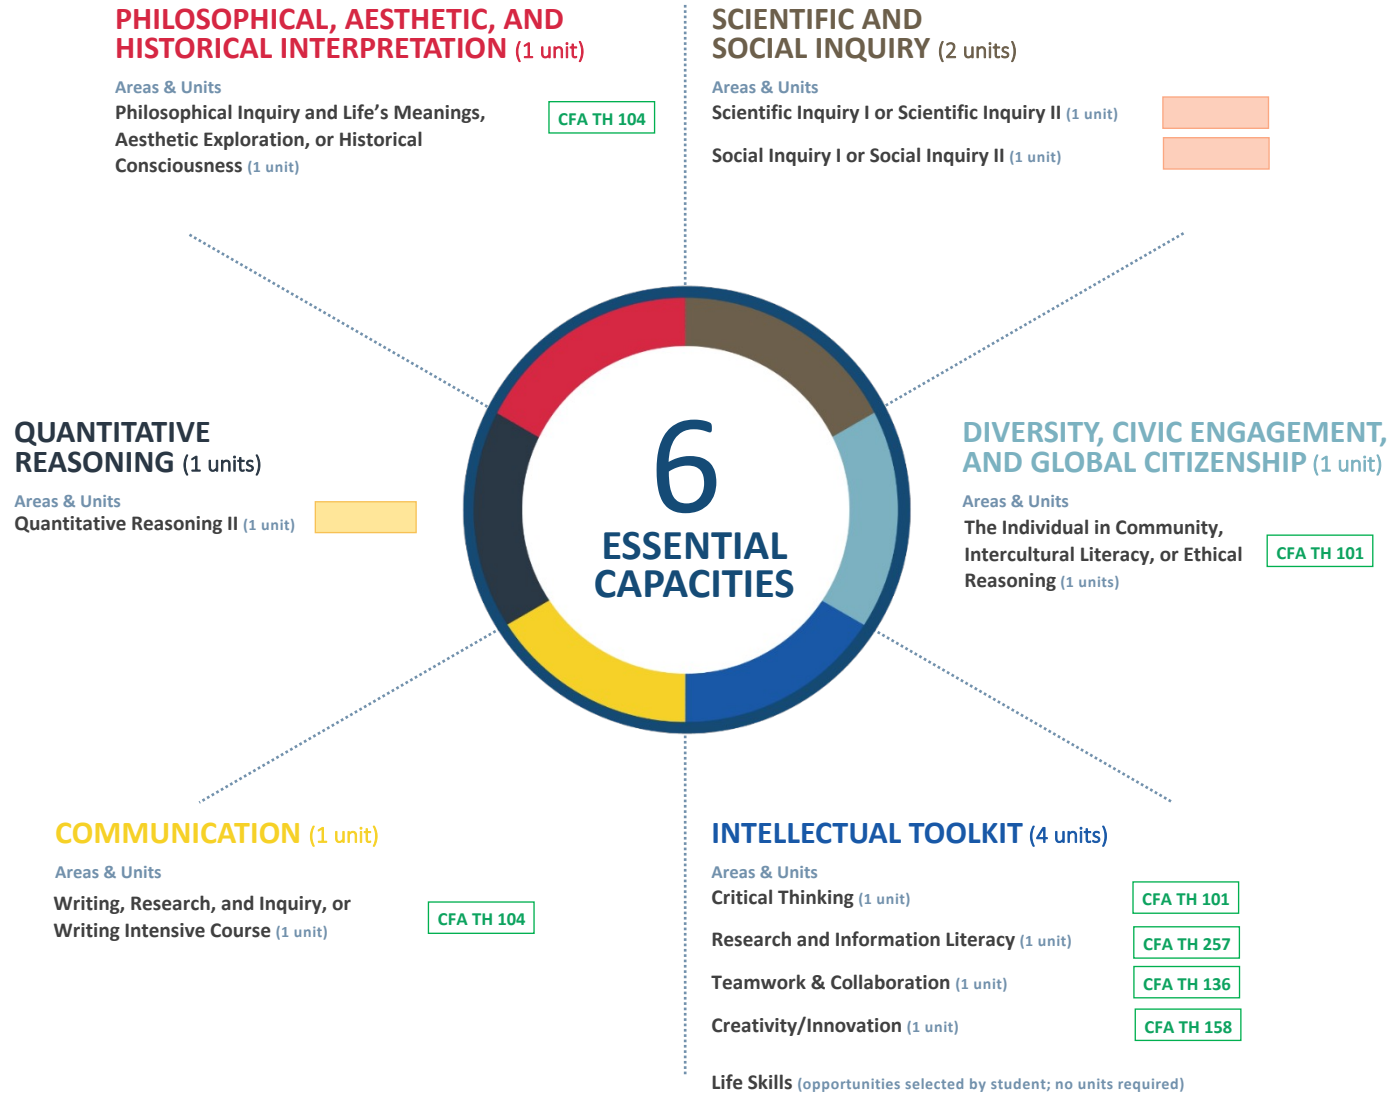 PHILOSOPHICAL, AESTHETIC, AND
HISTORICAL INTERPRETATION (1 unit)
Areas & Units
Philosophical Inquiry and Life's Meanings,
Aesthetic Exploration, or Historical
Consciousness (1 unit)
CFA TH 104
SCIENTIFIC AND
SOCIAL INQUIRY (2 units)
Areas & Units
Scientific Inquiry I or Scientific Inquiry II (1 unit)
Social Inquiry I or Social Inquiry II (1 unit)
QUANTITATIVE
REASONING (1 units)
Areas & Units
Quantitative Reasoning II (1 unit)
6
ESSENTIAL
CAPACITIES
DIVERSITY, CIVIC ENGAGEMENT,
AND GLOBAL CITIZENSHIP (1 unit)
Areas & Units
The Individual in Community,
Intercultural Literacy, or Ethical
Reasoning (1 units)
CFA TH 101
COMMUNICATION (1 unit)
Areas & Units
Writing, Research, and Inquiry, or
Writing Intensive Course (1 unit)
CFA TH 104
INTELLECTUAL TOOLKIT (4 units)
Areas & Units
Critical Thinking (1 unit)
CFA TH 101
Research and Information Literacy (1 unit)
CFA TH 257
Teamwork & Collaboration (1 unit)
CFA TH 136
Creativity/Innovation (1 unit)
CFA TH 158
Life Skills (opportunities selected by student; no units required)